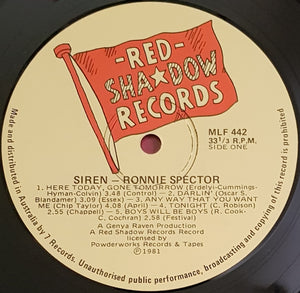 -RED-
SHA★DOW
RECORDS
MLF 442
33 1/3 R.P.M.
SIDE ONE
SIREN – RONNIE SPECTOR
1. HERE TODAY, GONE TOMORROW (Erdelyi-Cummings-
Hyman-Colvin) 3.48 (Control) — 2. DARLIN' (Oscar S.
Blandamer) 3.09 (Essex) — 3. ANY WAY THAT YOU WANT
ME (Chip Taylor) 4.08 (April) — 4. TONIGHT (C. Robison)
2.55 (Chappell) — 5. BOYS WILL BE BOYS (R. Cook-
C. Cochran) 2.58 (Festival)
A Genya Raven Production
A Red Shadow Records Record
licensed by
Powderworks Records & Tapes
℗1981
Made and distributed in Australia by 7 Records. Unauthorised public performance, broadcasting and copying of this record prohibited.